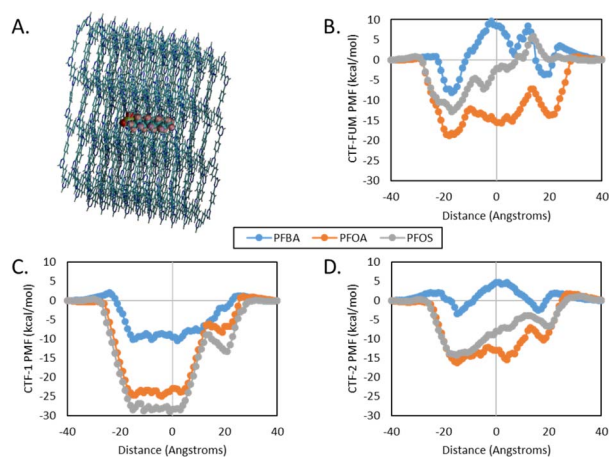 A.
B.
CTF-FUM PMF (kcal/mol)
10
5
0
-5
-10
-15
-20
-25
-30
-40 -20 0 20 40
Distance (Angstroms)
PFBA PFOA PFOS
C.
CTF-1 PMF (kcal/mol)
10
5
0
-5
-10
-15
-20
-25
-30
-40 -20 0 20 40
Distance (Angstroms)
D.
CTF-2 PMF (kcal/mol)
10
5
0
-5
-10
-15
-20
-25
-30
-40 -20 0 20 40
Distance (Angstroms)